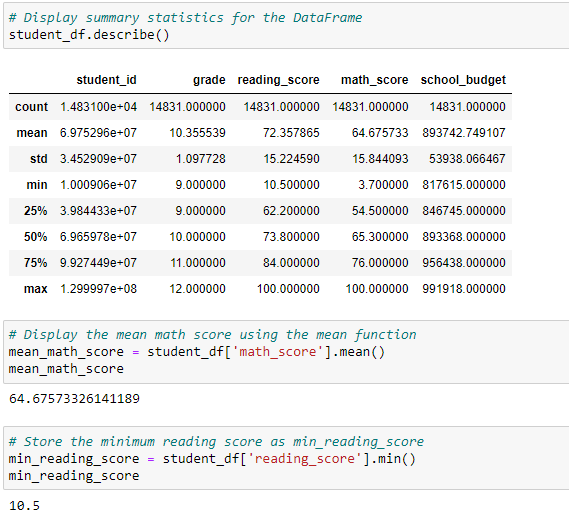 # Display summary statistics for the DataFrame
student_df.describe()
student_id grade reading_score math_score school_budget
count 1.483100e+04 14831.000000 14831.000000 14831.000000 14831.000000
mean 6.975296e+07 10.355539 72.357865 64.675733 893742.749107
std 3.452909e+07 1.097728 15.224590 15.844093 53938.066467
min 1.000906e+07 9.000000 10.500000 3.700000 817615.000000
25% 3.984433e+07 9.000000 62.200000 54.500000 846745.000000
50% 6.965978e+07 10.000000 73.800000 65.300000 893368.000000
75% 9.927449e+07 11.000000 84.000000 76.000000 956438.000000
max 1.299997e+08 12.000000 100.000000 100.000000 991918.000000
# Display the mean math score using the mean function
mean_math_score = student_df['math_score'].mean()
mean_math_score
64.67573326141189
# Store the minimum reading score as min_reading_score
min_reading_score = student_df['reading_score'].min()
min_reading_score
10.5